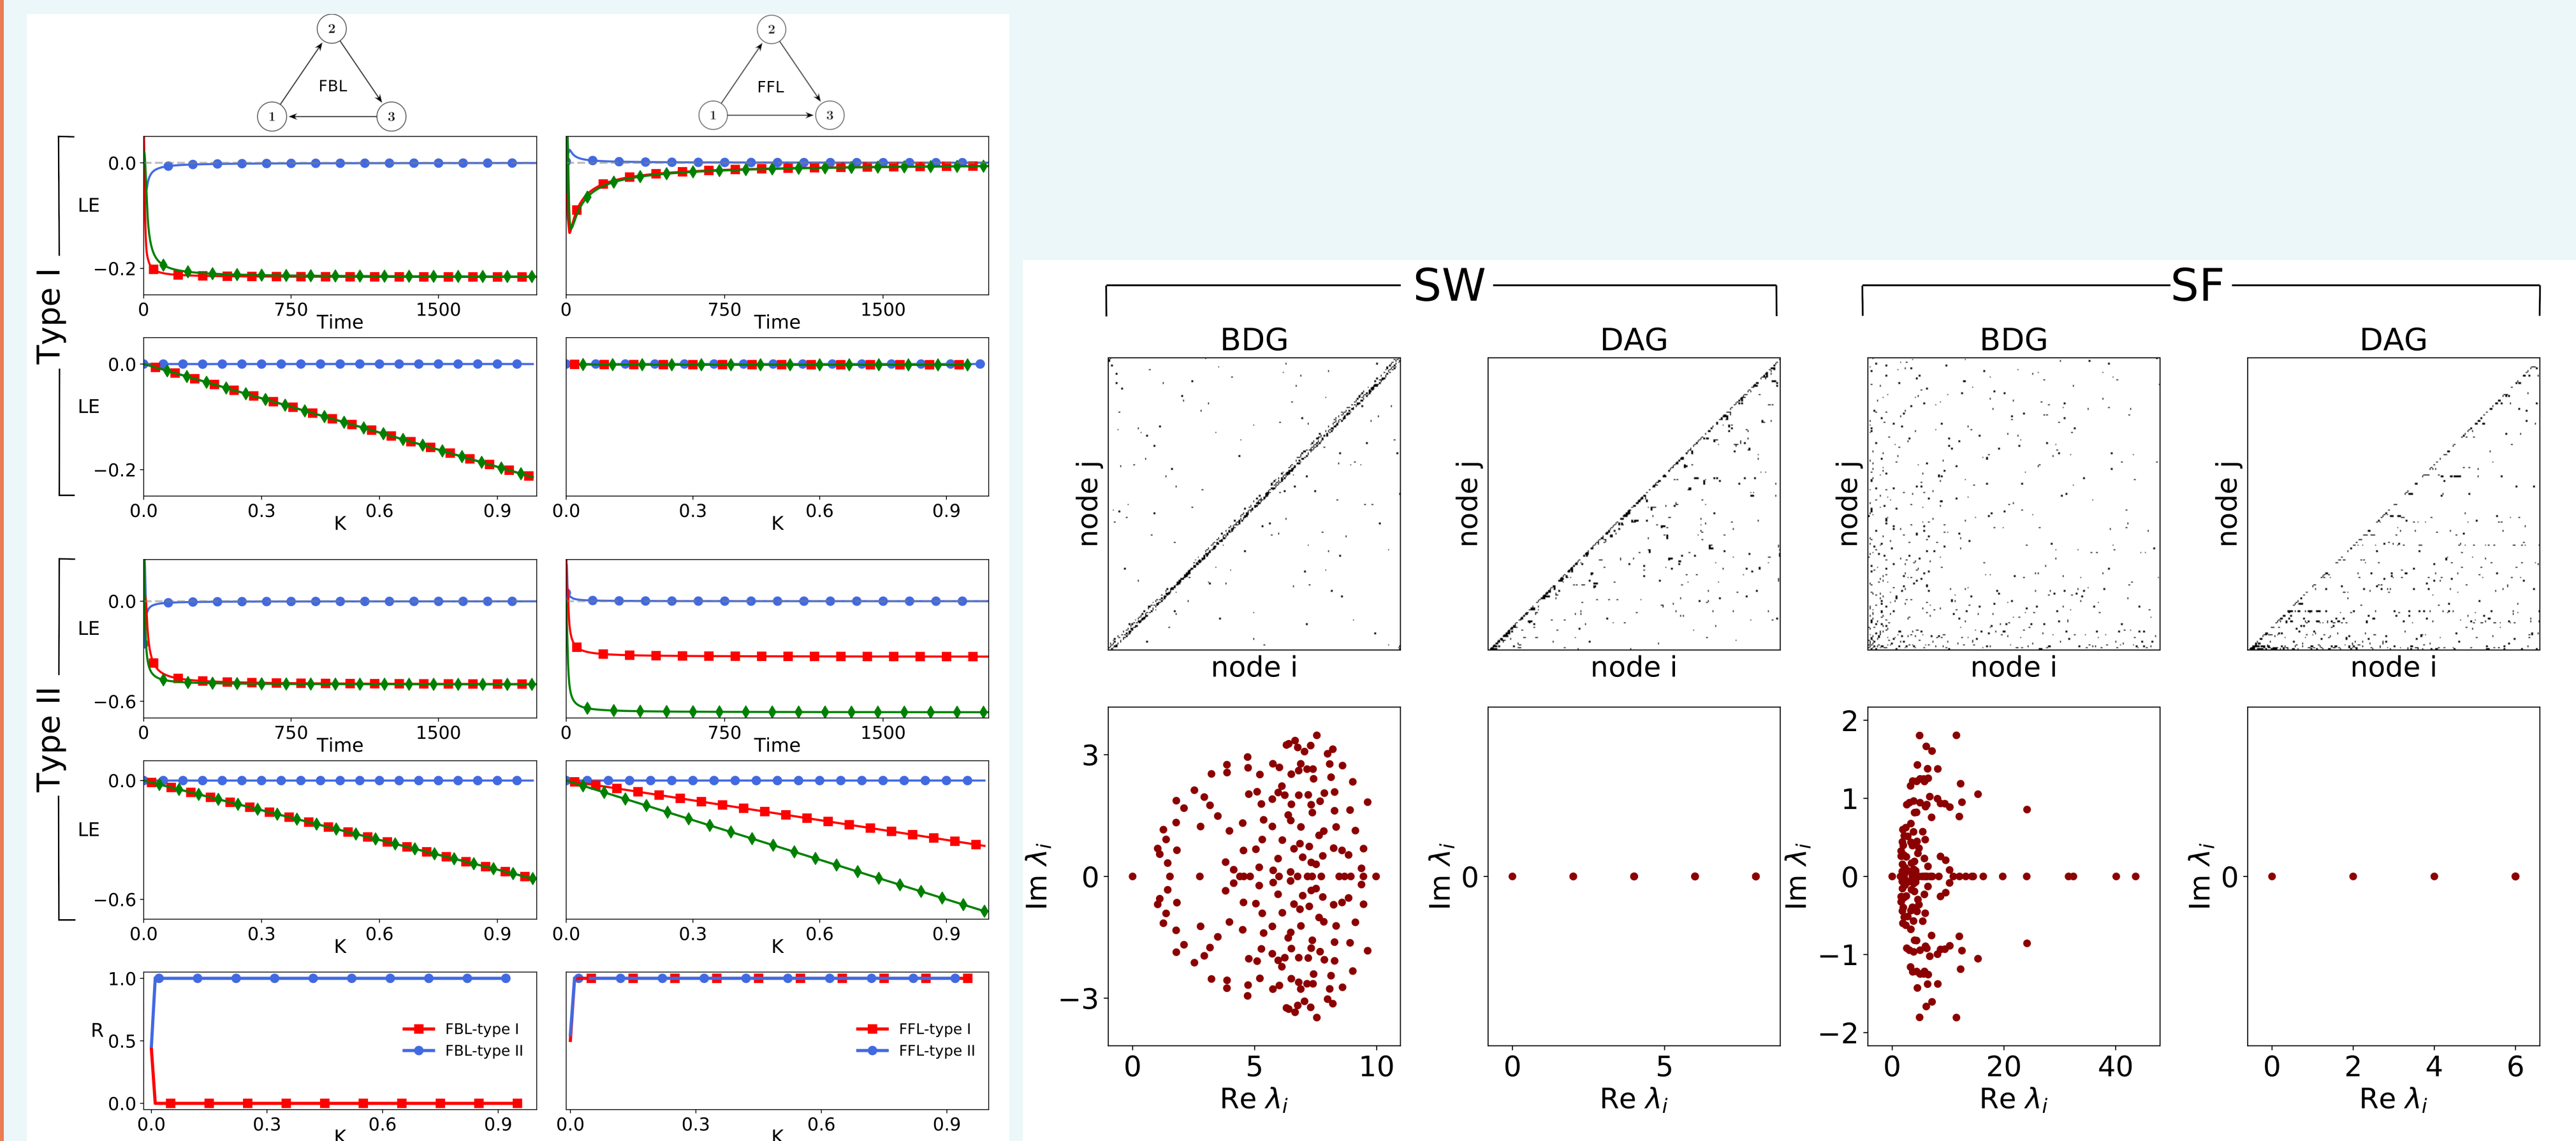 2
FBL
1
3
2
FFL
1
3
Type I
0.0
LE
−0.2
0 750 1500
Time
0 750 1500
0.0
LE
−0.2
0.0 0.3 0.6 0.9
K
0.0 0.3 0.6 0.9
K
Type II
0.0
LE
−0.6
0 750 1500
Time
0 750 1500
0.0
LE
−0.6
0.0 0.3 0.6 0.9
K
0.0 0.3 0.6 0.9
K
1.0
R
0.5
0.0
FBL-type I
FBL-type II
0.0 0.3 0.6 0.9
K
FFL-type I
FFL-type II
0.0 0.3 0.6 0.9
K
SW
SF
BDG
DAG
BDG
DAG
node j
node i
node j
node i
node j
node i
node j
node i
Im λi
3
0
−3
0 5 10
Re λi
Im λi
0
0 5
Re λi
Im λi
2
1
0
−1
−2
0 20 40
Re λi
Im λi
0
0 2 4 6
Re λi